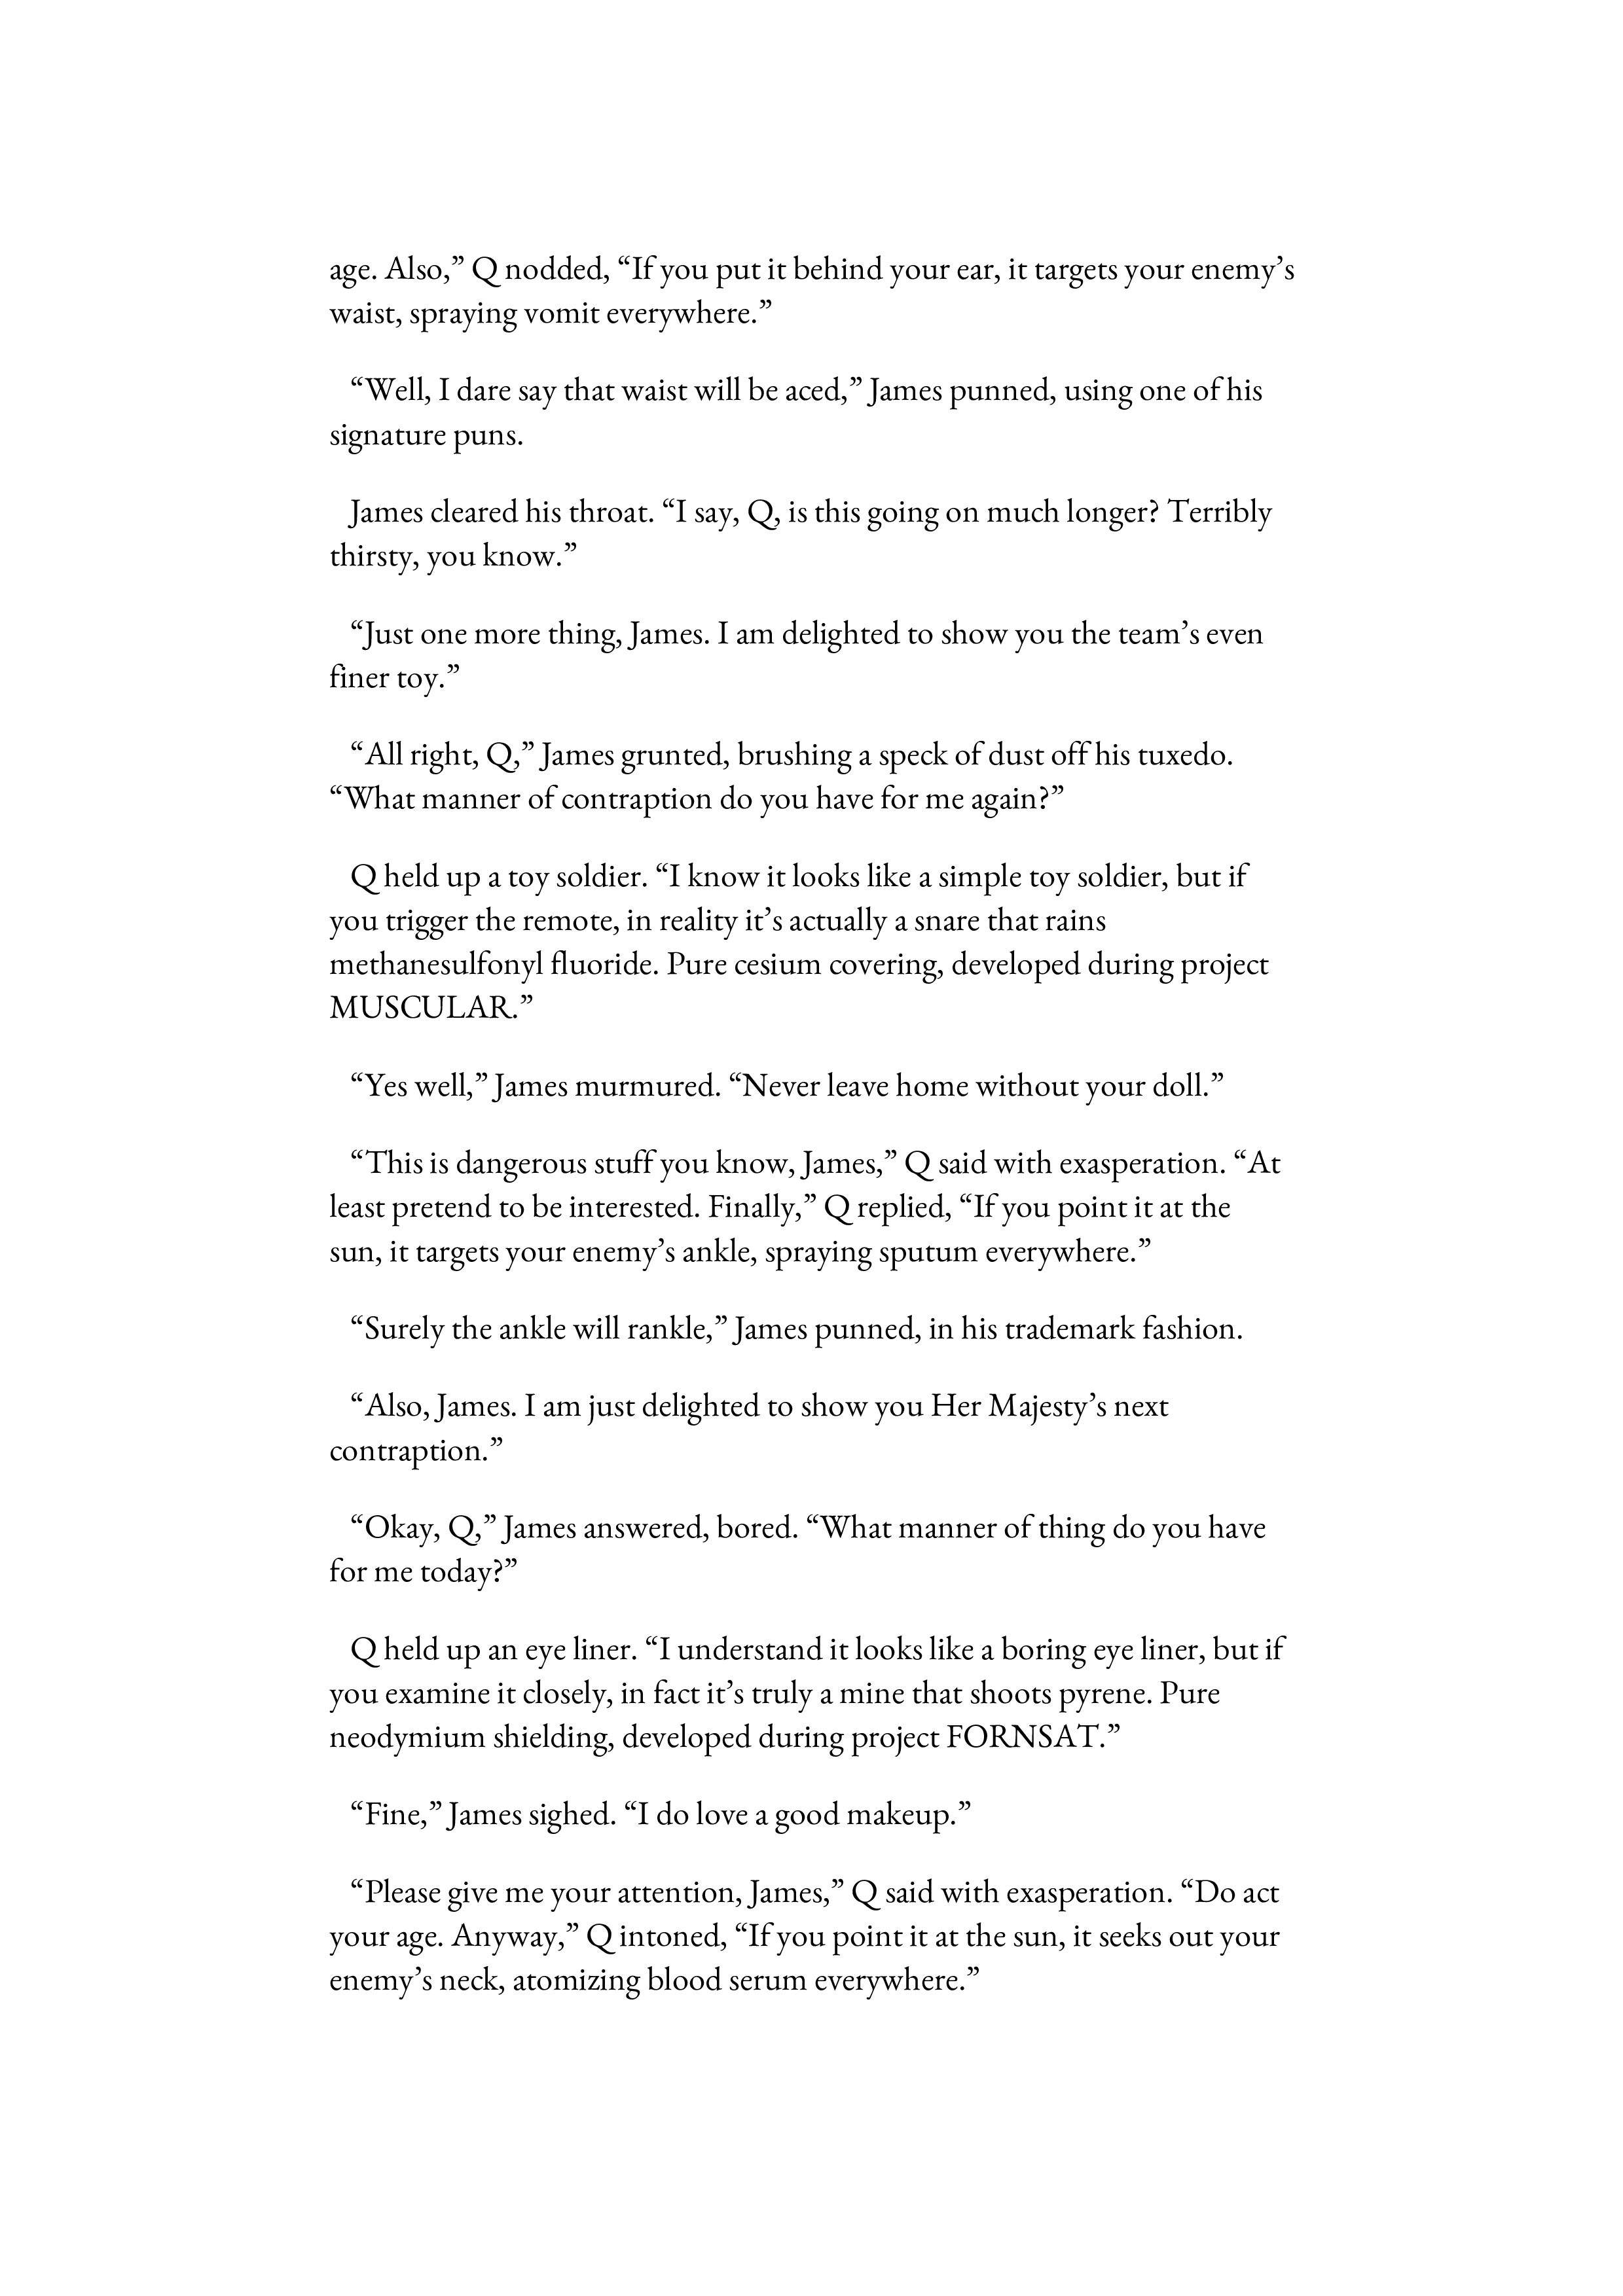 age. Also,” Q nodded, “If you put it behind your ear, it targets your enemy’s
waist, spraying vomit everywhere.”
“Well, I dare say that waist will be aced,” James punned, using one of his
signature puns.
James cleared his throat. “I say, Q, is this going on much longer? Terribly
thirsty, you know.”
“Just one more thing, James. I am delighted to show you the team’s even
finer toy.”
“All right, Q,” James grunted, brushing a speck of dust off his tuxedo.
“What manner of contraption do you have for me again?”
Q held up a toy soldier. “I know it looks like a simple toy soldier, but if
you trigger the remote, in reality it’s actually a snare that rains
methanesulfonyl fluoride. Pure cesium covering, developed during project
MUSCULAR.”
“Yes well,” James murmured. “Never leave home without your doll.”
“This is dangerous stuff you know, James,” Q said with exasperation. “At
least pretend to be interested. Finally,” Q replied, “If you point it at the
sun, it targets your enemy’s ankle, spraying sputum everywhere.”
“Surely the ankle will rankle,” James punned, in his trademark fashion.
“Also, James. I am just delighted to show you Her Majesty’s next
contraption.”
“Okay, Q,” James answered, bored. “What manner of thing do you have
for me today?”
Q held up an eye liner. “I understand it looks like a boring eye liner, but if
you examine it closely, in fact it’s truly a mine that shoots pyrene. Pure
neodymium shielding, developed during project FORNSAT.”
“Fine,” James sighed. “I do love a good makeup.”
“Please give me your attention, James,” Q said with exasperation. “Do act
your age. Anyway,” Q intoned, “If you point it at the sun, it seeks out your
enemy’s neck, atomizing blood serum everywhere.”